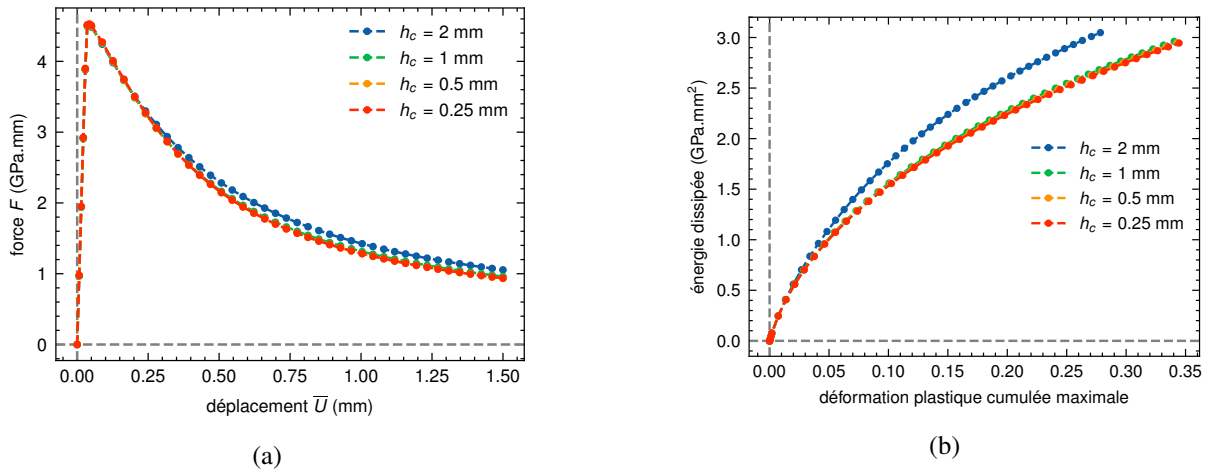 4
3
2
1
0
force F (GPa.mm)
h_c = 2 mm
h_c = 1 mm
h_c = 0.5 mm
h_c = 0.25 mm
0.00 0.25 0.50 0.75 1.00 1.25 1.50
déplacement U̅ (mm)
(a)
3.0
2.5
2.0
1.5
1.0
0.5
0.0
énergie dissipée (GPa.mm²)
h_c = 2 mm
h_c = 1 mm
h_c = 0.5 mm
h_c = 0.25 mm
0.00 0.05 0.10 0.15 0.20 0.25 0.30 0.35
déformation plastique cumulée maximale
(b)